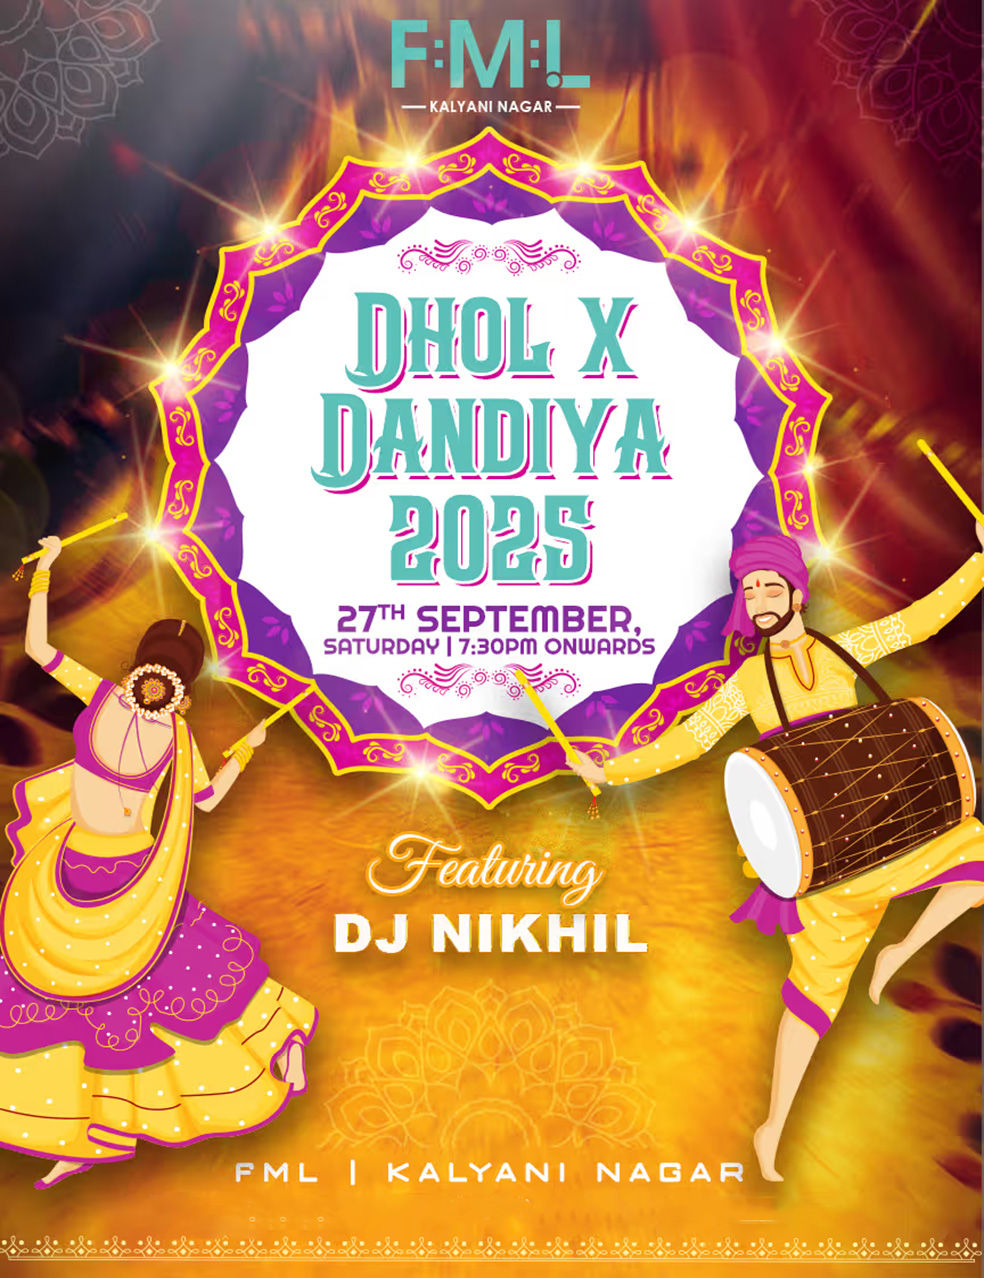 F:M:L
KALYANI NAGAR
DHOL X
DANDIYA
2025
27TH SEPTEMBER,
SATURDAY | 7:30PM ONWARDS
Featuring
DJ NIKHIL
FML | KALYANI NAGAR